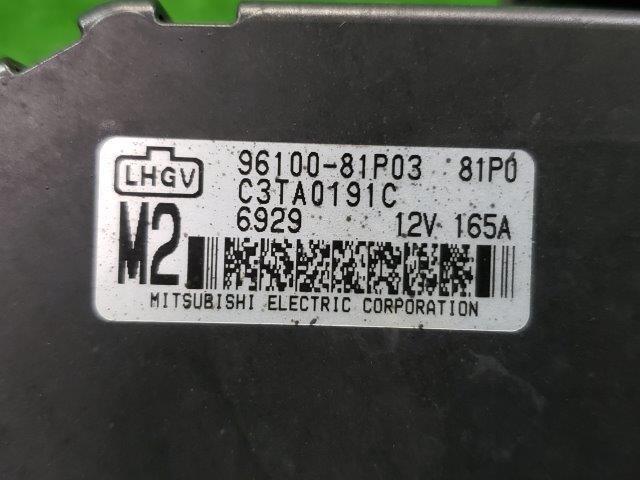 LHGV 96100-81P03 81P0
C3TA0191C
6929 12V 165A
M2
MITSUBISHI ELECTRIC CORPORATION